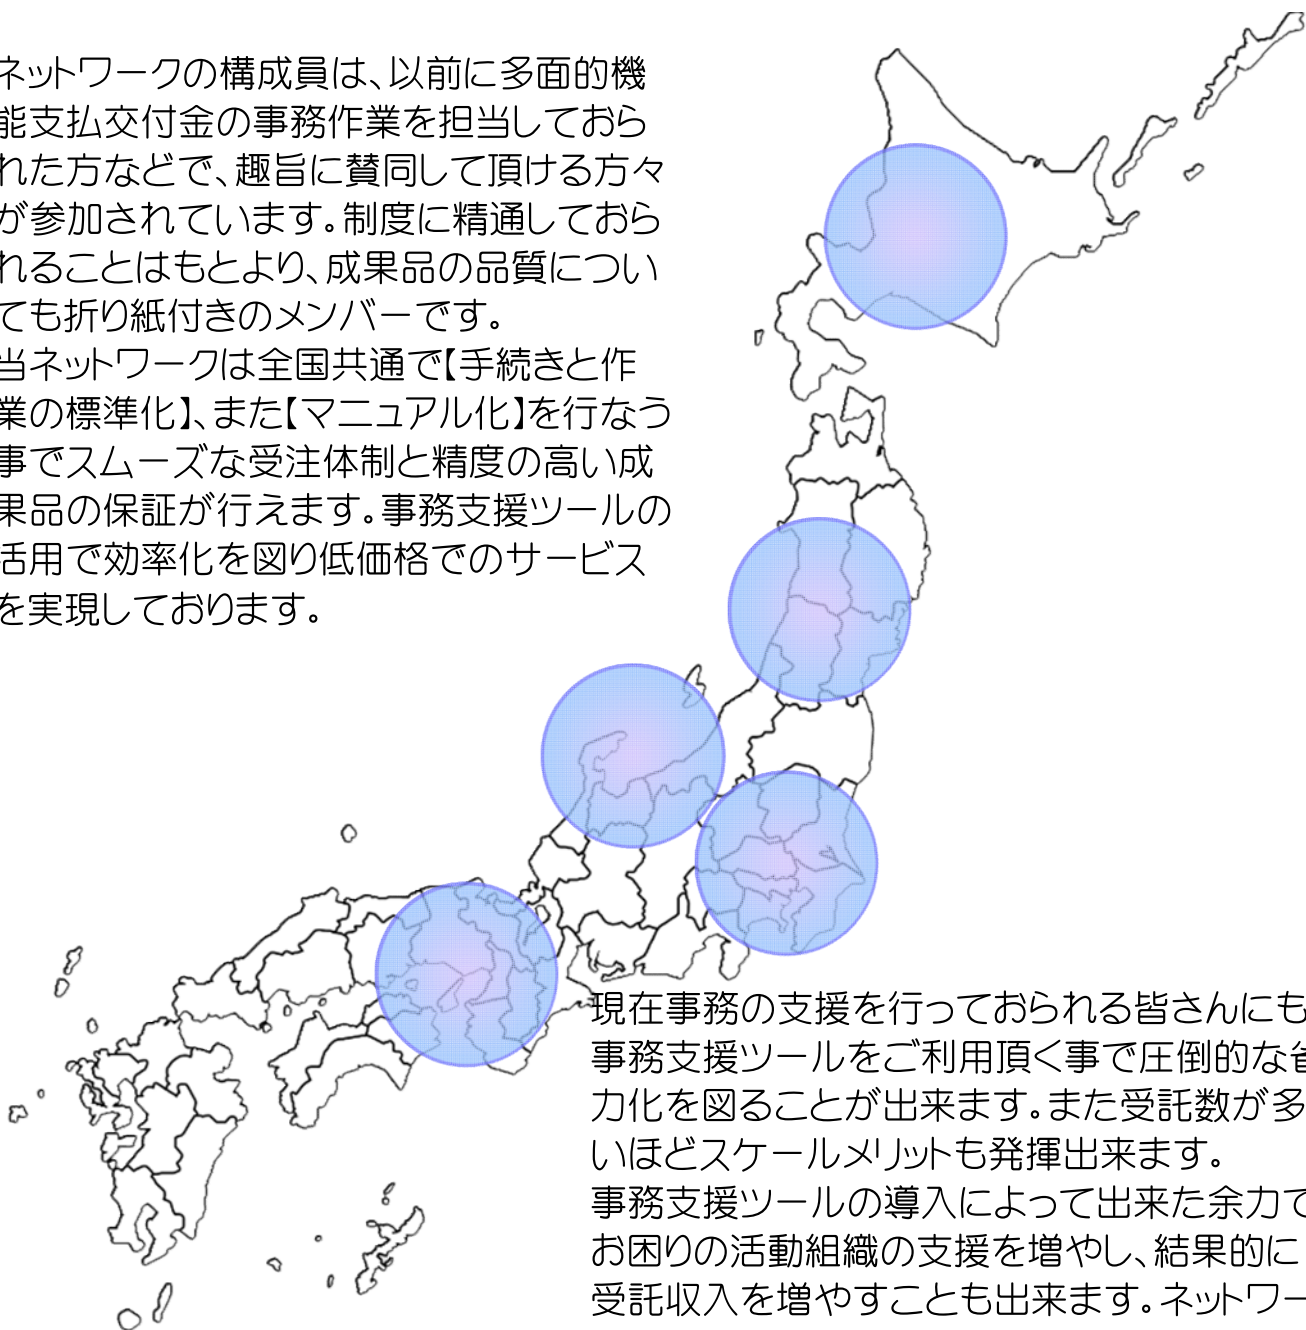 ネットワークの構成員は、以前に多面的機
能支払交付金の事務作業を担当しておら
れた方などで、趣旨に賛同して頂ける方々
が参加されています。制度に精通しておら
れることはもとより、成果品の品質につい
ても折り紙付きのメンバーです。
当ネットワークは全国共通で【手続きと作
業の標準化】、また【マニュアル化】を行なう
事でスムーズな受注体制と精度の高い成
果品の保証が行えます。事務支援ツールの
活用で効率化を図り低価格でのサービス
を実現しております。
現在事務の支援を行っておられる皆さんにも
事務支援ツールをご利用頂く事で圧倒的な省
力化を図ることが出来ます。また受託数が多
いほどスケールメリットも発揮出来ます。
事務支援ツールの導入によって出来た余力で
お困りの活動組織の支援を増やし、結果的に
受託収入を増やすことも出来ます。ネットワー